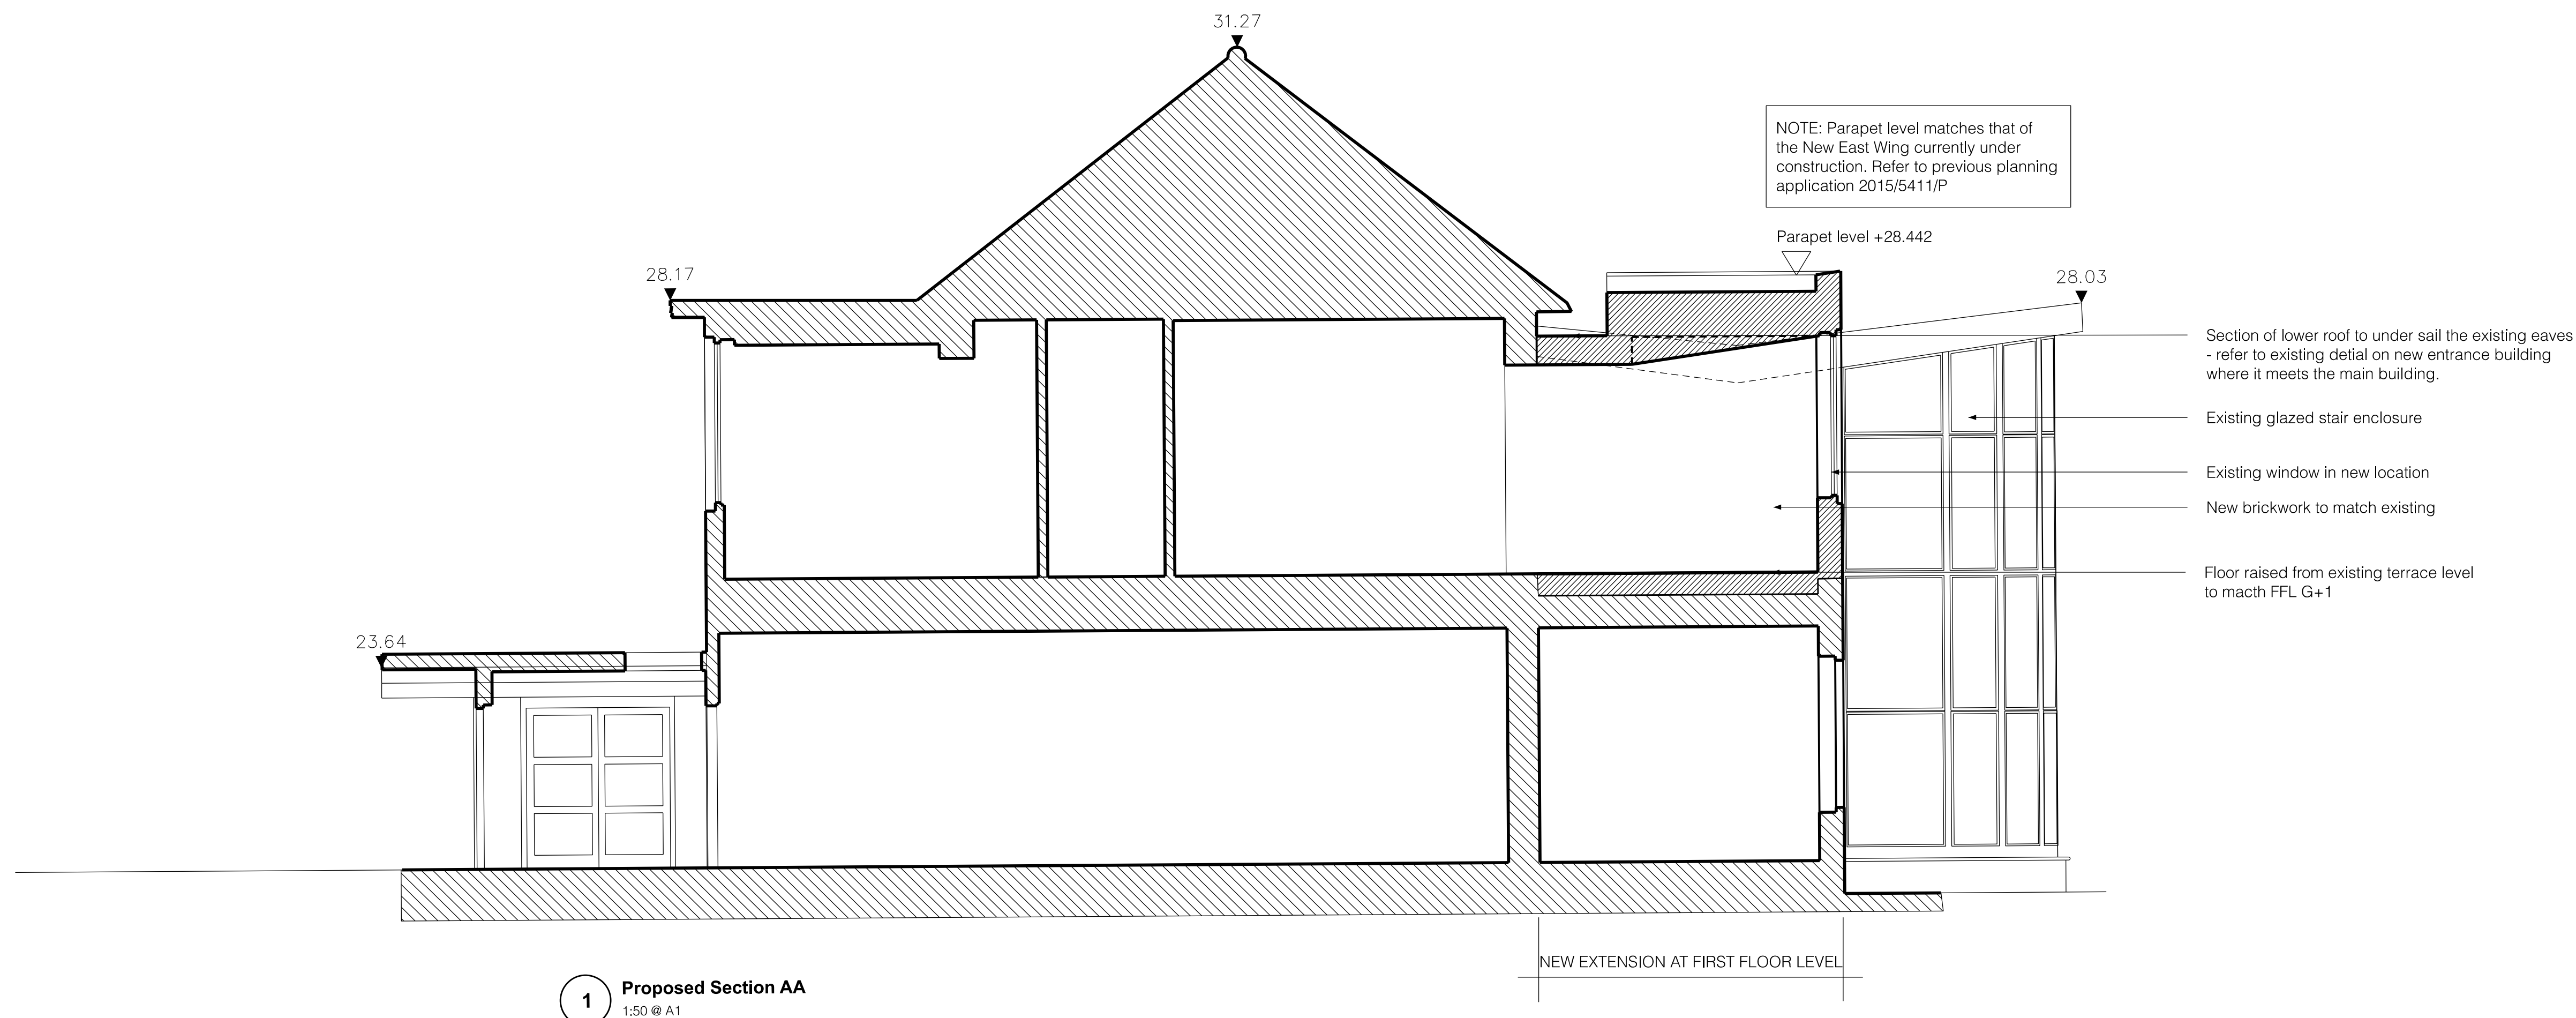 31.27
NOTE: Parapet level matches that of
the New East Wing currently under
construction. Refer to previous planning
application 2015/5411/P
Parapet level +28.442
28.17
28.03
Section of lower roof to under sail the existing eaves
- refer to existing detial on new entrance building
where it meets the main building.
Existing glazed stair enclosure
Existing window in new location
New brickwork to match existing
Floor raised from existing terrace level
to macth FFL G+1
23.64
NEW EXTENSION AT FIRST FLOOR LEVEL
1
Proposed Section AA
1:50 @ A1